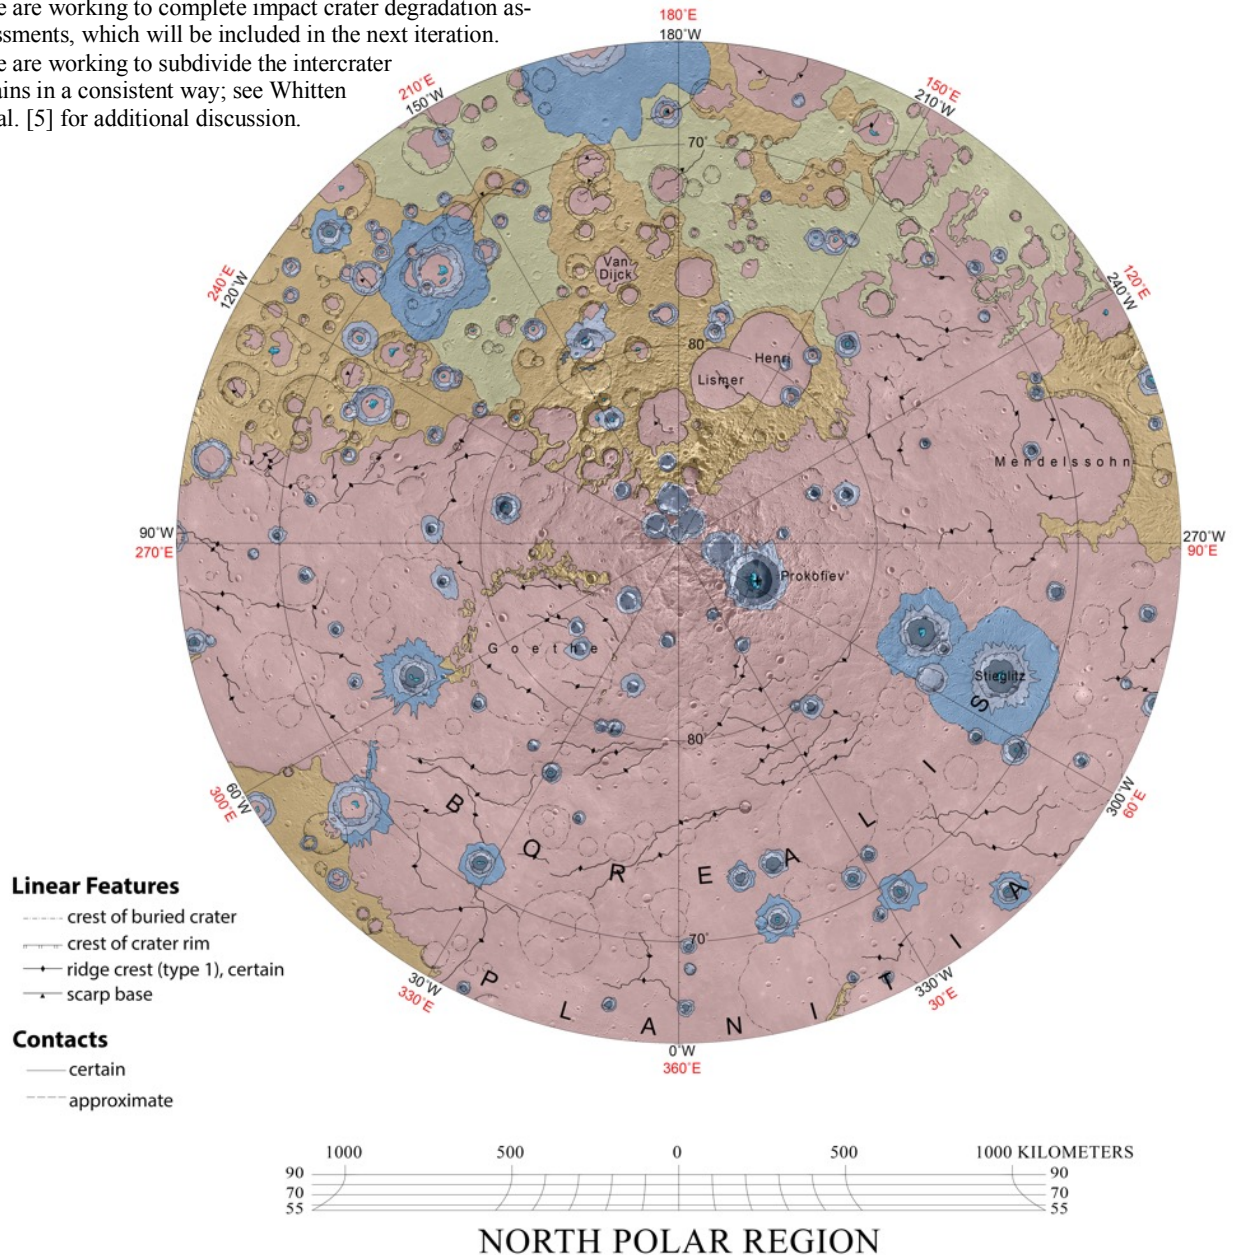 e are working to complete impact crater degradation as-
ssments, which will be included in the next iteration.
e are working to subdivide the intercrater
ains in a consistent way; see Whitten
al. [5] for additional discussion.
180°E
180°W
210°E
150°W
150°E
210°W
70°
240°E
120°W
120°E
240°W
Van
Dijck
80°
Henri
Lismer
Mendelssohn
90°W
270°E
270°W
90°E
Prokofiev
Goethe
Stieglitz
80°
300°E
60°W
300°W
60°E
BOREALIS
70°
PLANITIA
30°W
330°E
330°W
30°E
0°W
360°E
Linear Features
crest of buried crater
crest of crater rim
ridge crest (type 1), certain
scarp base
Contacts
certain
approximate
1000 500 0 500 1000 KILOMETERS
90 90
70 70
55 55
NORTH POLAR REGION